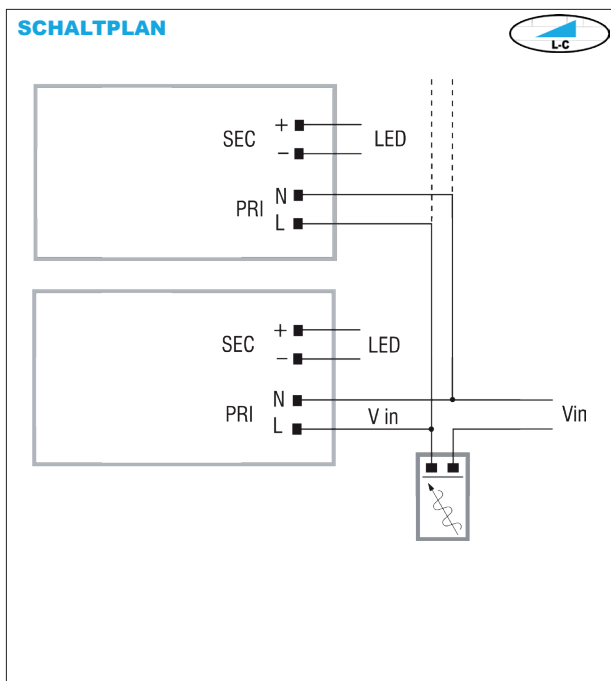 SCHALTPLAN
L-C
SEC + LED
−
PRI N
L
SEC + LED
−
PRI N
L V in Vin